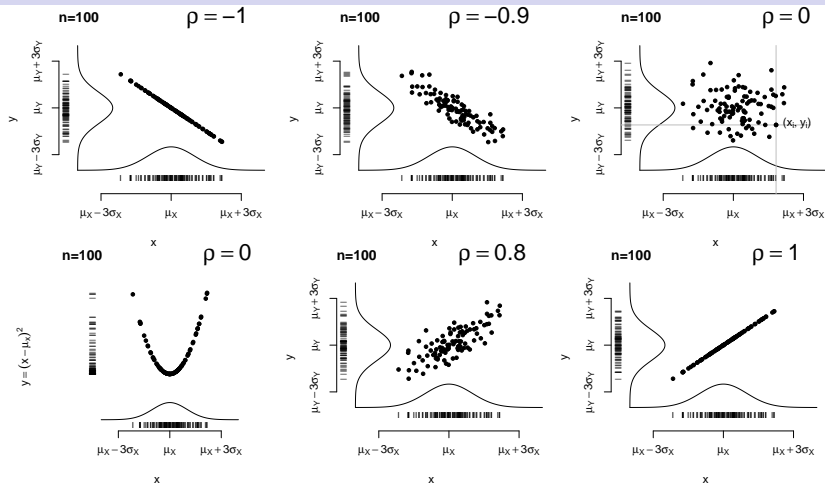 n=100 ρ = −1
μY − 3σY μY μY + 3σY
y
μX − 3σX μX μX + 3σX
x
n=100 ρ = −0.9
μY − 3σY μY μY + 3σY
y
μX − 3σX μX μX + 3σX
x
n=100 ρ = 0
μY − 3σY μY μY + 3σY
y
(xi, yi)
μX − 3σX μX μX + 3σX
x
n=100 ρ = 0
y = (x − μx)²
μX − 3σX μX μX + 3σX
x
n=100 ρ = 0.8
μY − 3σY μY μY + 3σY
y
μX − 3σX μX μX + 3σX
x
n=100 ρ = 1
μY − 3σY μY μY + 3σY
y
μX − 3σX μX μX + 3σX
x